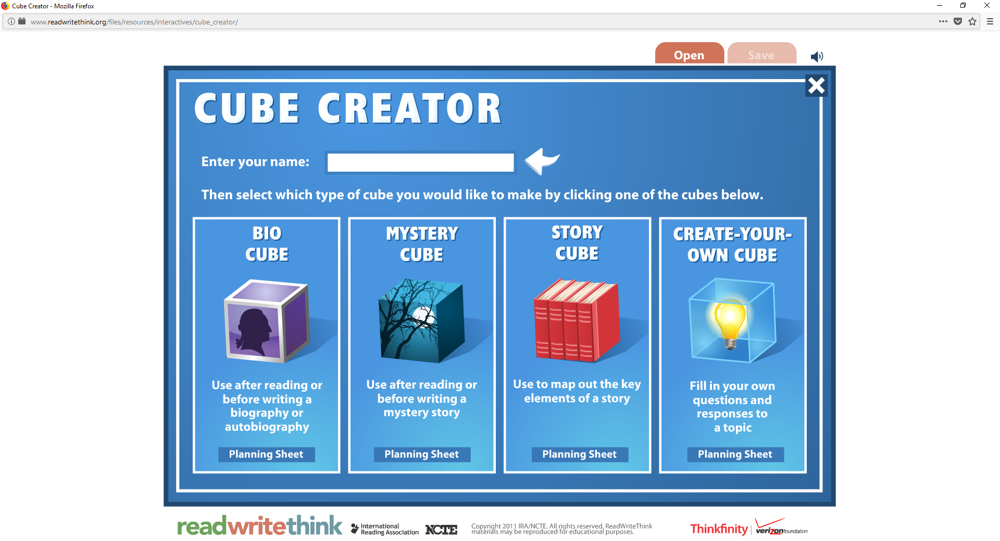 Cube Creator - Mozilla Firefox
www.readwritethink.org/files/resources/interactives/cube_creator/
Open
Save
CUBE CREATOR
Enter your name:
Then select which type of cube you would like to make by clicking one of the cubes below.
BIO
CUBE
Use after reading or
before writing a
biography or
autobiography
Planning Sheet
MYSTERY
CUBE
Use after reading or
before writing a
mystery story
Planning Sheet
STORY
CUBE
Use to map out the key
elements of a story
Planning Sheet
CREATE-YOUR-
OWN CUBE
Fill in your own
questions and
responses to
a topic
Planning Sheet
readwritethink
International
Reading Association
NCTE
Copyright 2011 IRA/NCTE. All rights reserved. ReadWriteThink
materials may be reproduced for educational purposes.
Thinkfinity
verizonfoundation